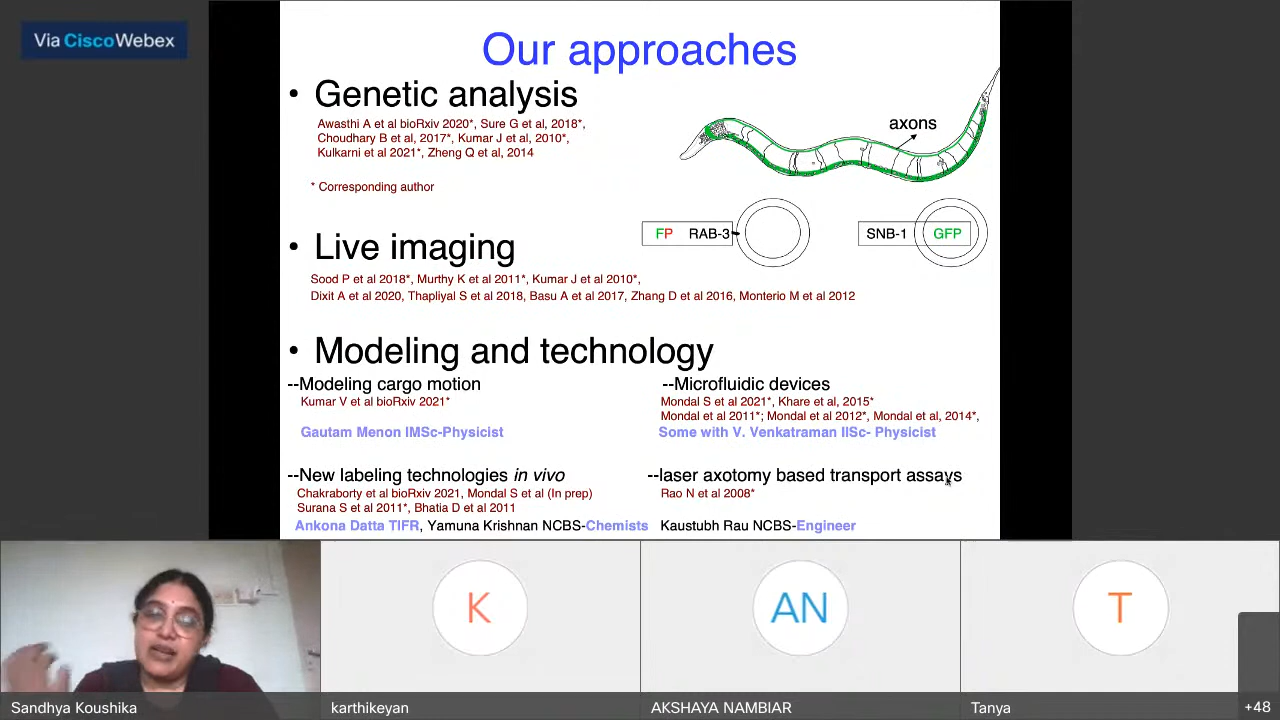 Via Cisco Webex
Our approaches
• Genetic analysis
Awasthi A et al bioRxiv 2020*, Sure G et al, 2018*,
Choudhary B et al, 2017*, Kumar J et al, 2010*,
Kulkarni et al 2021*, Zheng Q et al, 2014
* Corresponding author
axons
FP RAB-3
SNB-1 GFP
• Live imaging
Sood P et al 2018*, Murthy K et al 2011*, Kumar J et al 2010*,
Dixit A et al 2020, Thapliyal S et al 2018, Basu A et al 2017, Zhang D et al 2016, Monterio M et al 2012
• Modeling and technology
--Modeling cargo motion
Kumar V et al bioRxiv 2021*
Gautam Menon IMSc-Physicist
--Microfluidic devices
Mondal S et al 2021*, Khare et al, 2015*
Mondal et al 2011*; Mondal et al 2012*, Mondal et al, 2014*,
Some with V. Venkatraman IISc- Physicist
--New labeling technologies in vivo
Chakraborty et al bioRxiv 2021, Mondal S et al (In prep)
Surana S et al 2011*, Bhatia D et al 2011
Ankona Datta TIFR, Yamuna Krishnan NCBS-Chemists
--laser axotomy based transport assays
Rao N et al 2008*
Kaustubh Rau NCBS-Engineer
K
AN
T
Sandhya Koushika
karthikeyan
AKSHAYA NAMBIAR
Tanya
+48